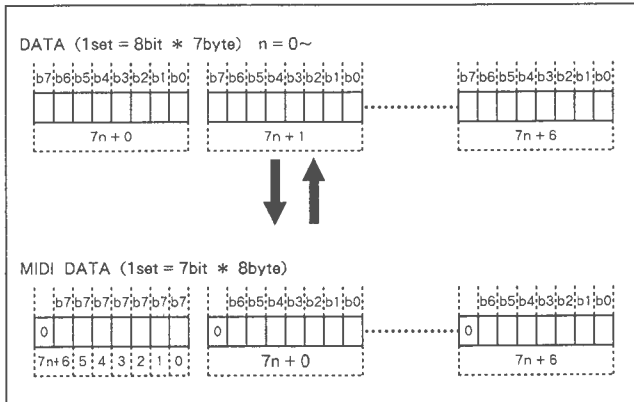 DATA (1set = 8bit * 7byte) n = 0~
b7 b6 b5 b4 b3 b2 b1 b0 b7 b6 b5 b4 b3 b2 b1 b0 b7 b6 b5 b4 b3 b2 b1 b0
7n + 0 7n + 1 7n + 6
MIDI DATA (1set = 7bit * 8byte)
b7 b7 b7 b7 b7 b7 b7 b6 b5 b4 b3 b2 b1 b0 b6 b5 b4 b3 b2 b1 b0
0 0 0
7n+6 5 4 3 2 1 0 7n + 0 7n + 6